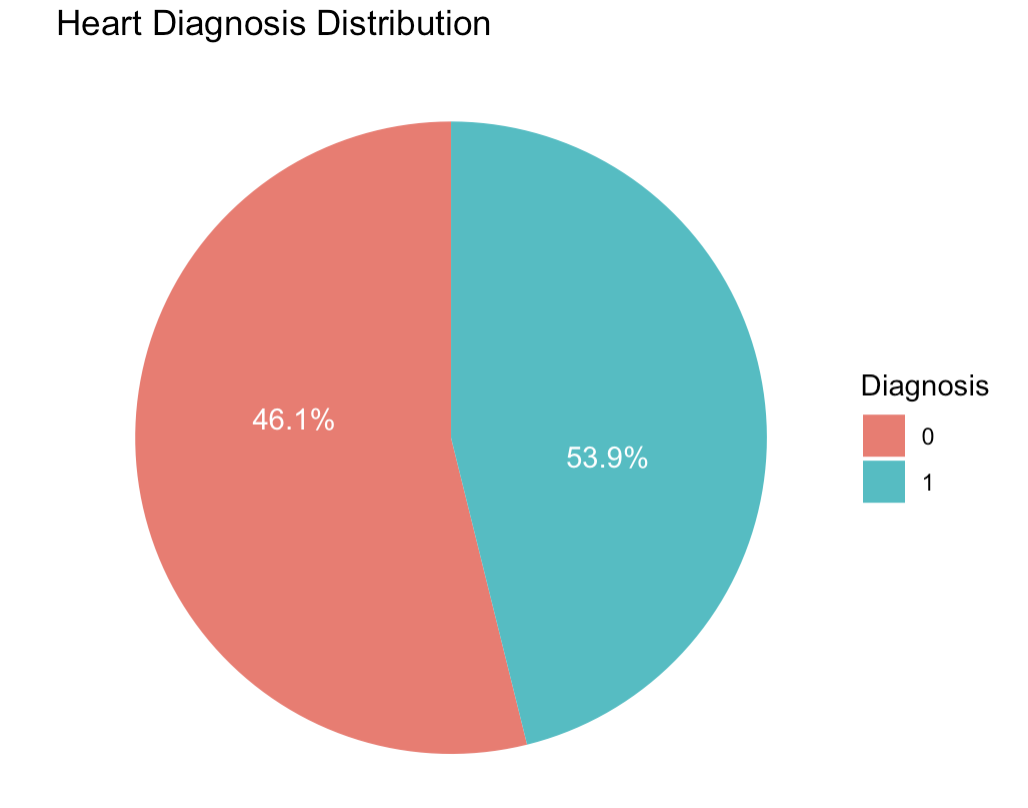 Heart Diagnosis Distribution
46.1%
53.9%
Diagnosis
0
1